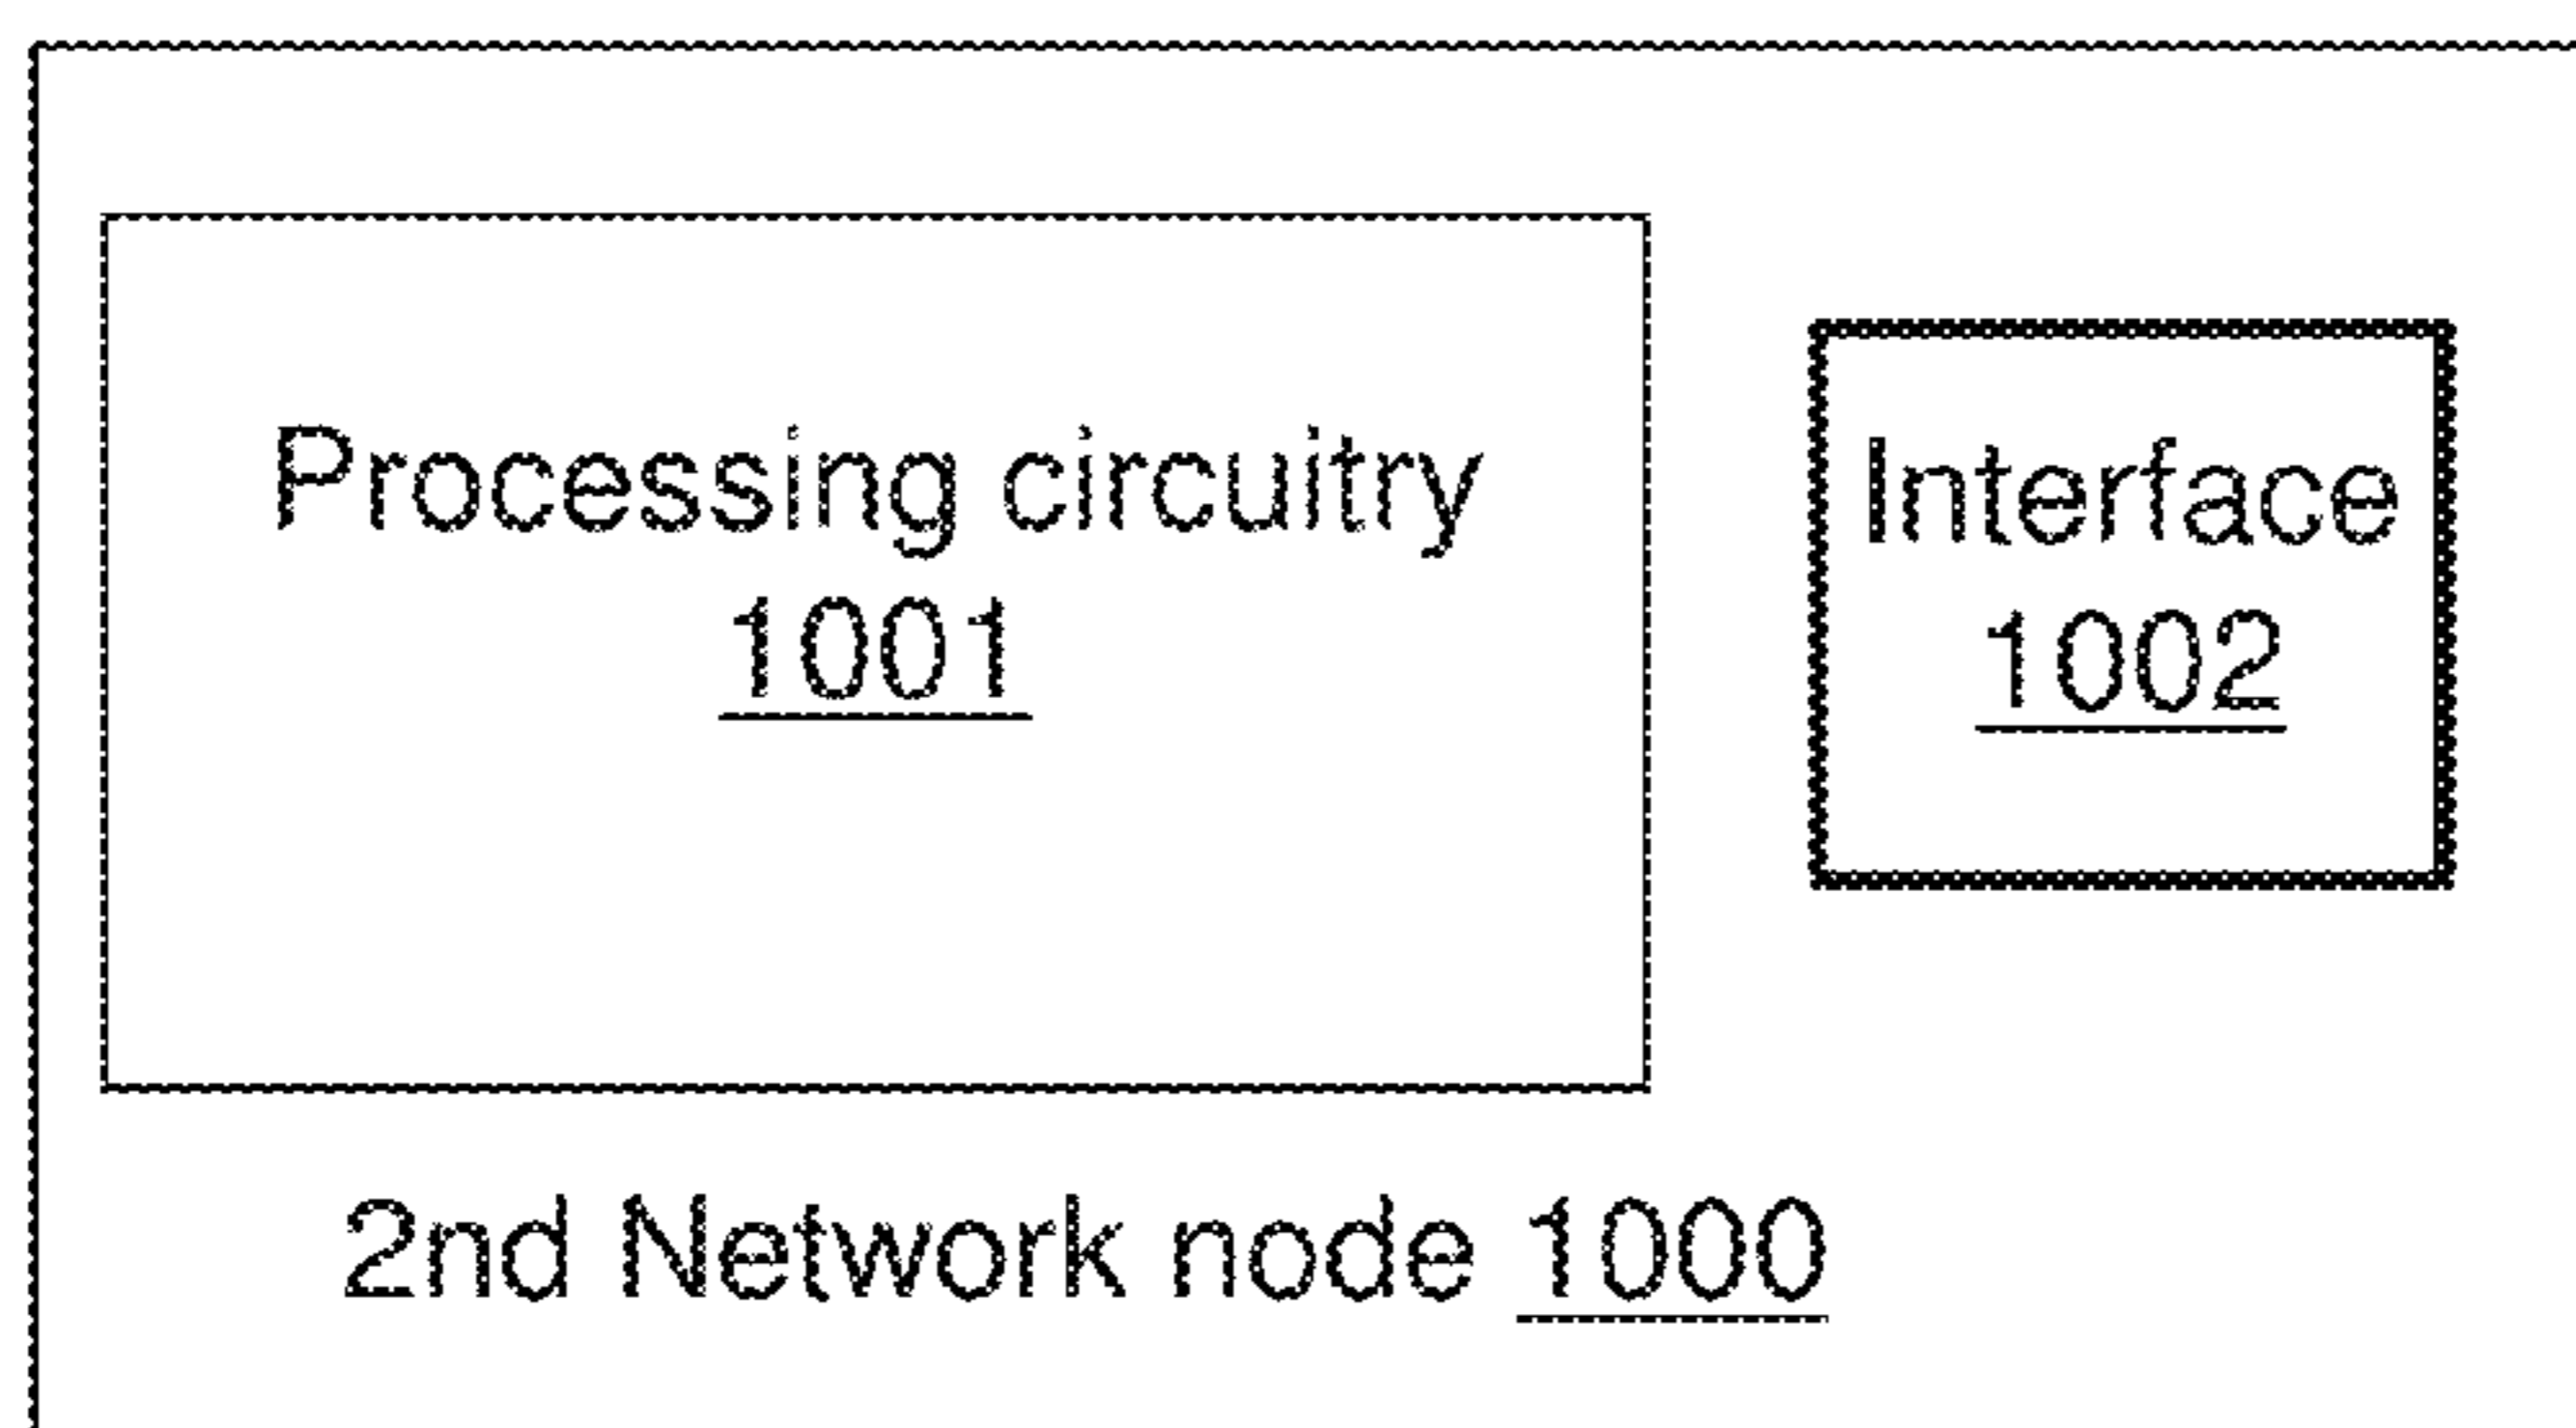 Processing circuitry
1001
Interface
1002
2nd Network node 1000